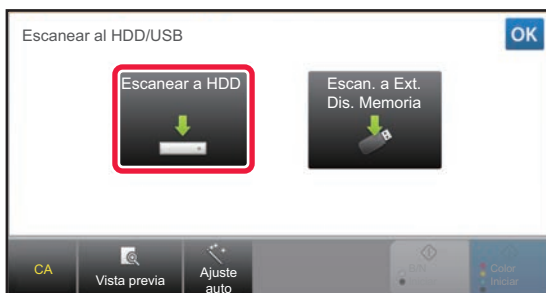 Escanear al HDD/USB
OK
Escanear a HDD
Escan. a Ext.
Dis. Memoria
CA
Vista previa
Ajuste
auto
B/N
Color
Iniciar